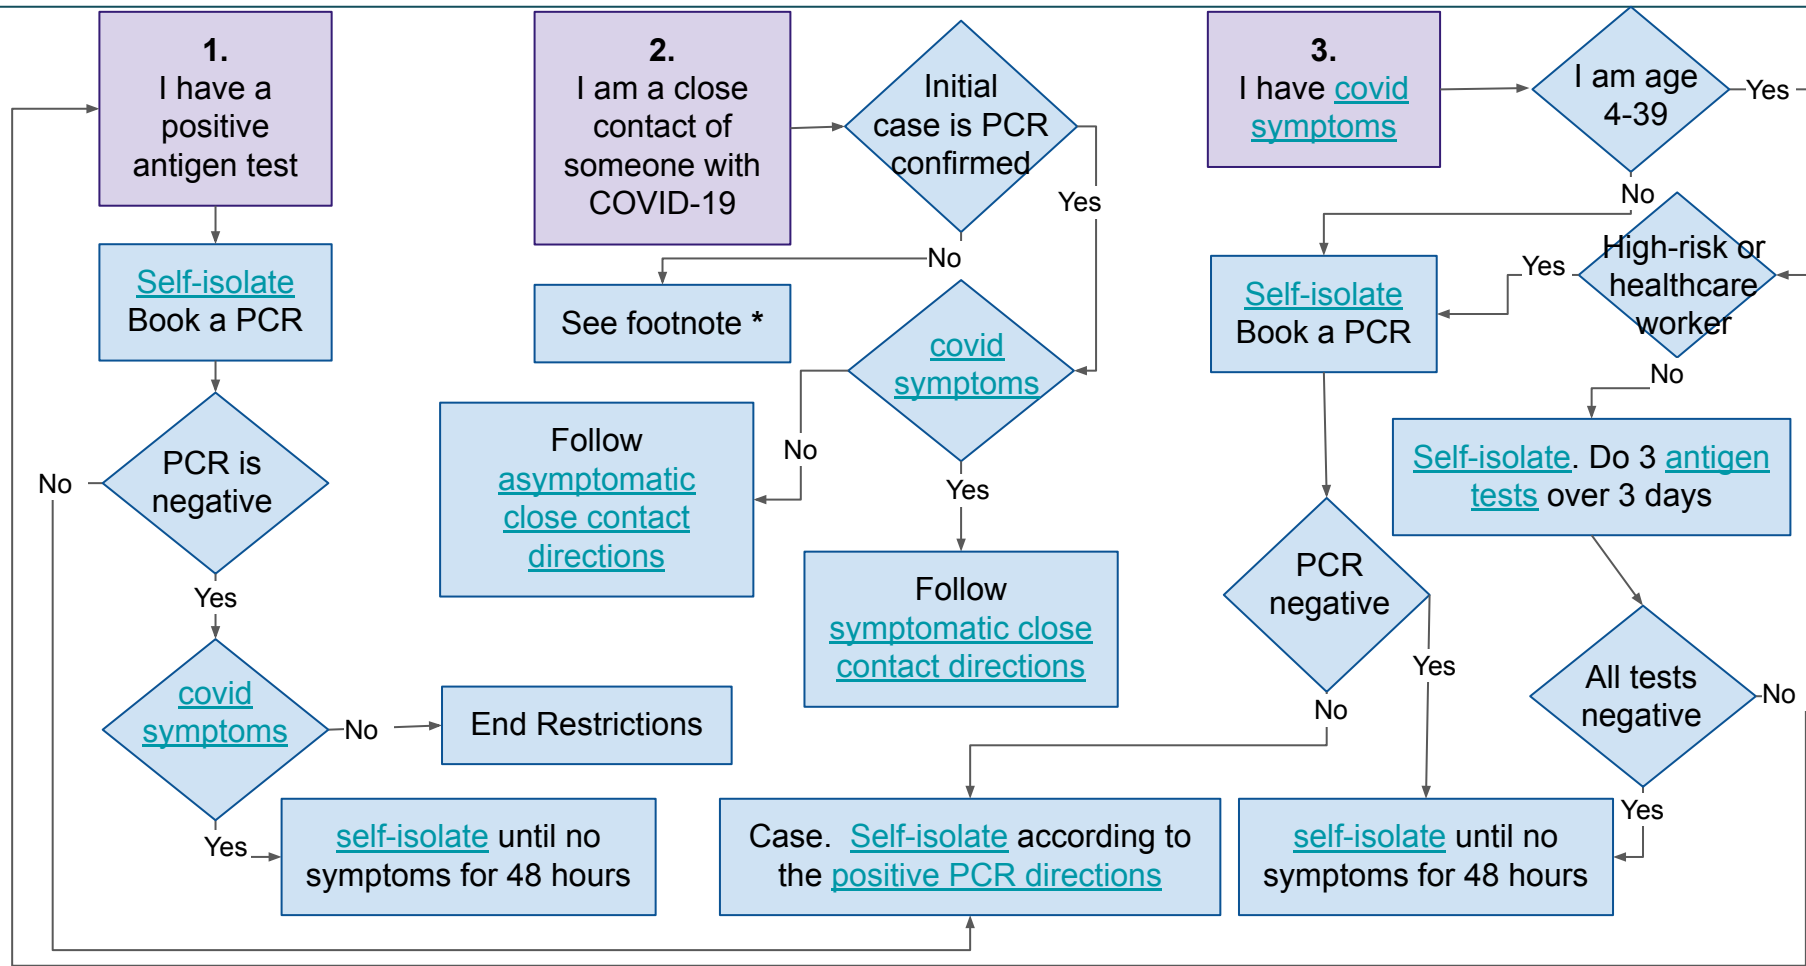 1.
I have a
positive
antigen test
Self-isolate
Book a PCR
PCR is
negative
No
Yes
covid
symptoms
No
End Restrictions
Yes
self-isolate until no
symptoms for 48 hours
2.
I am a close
contact of
someone with
COVID-19
Initial
case is PCR
confirmed
Yes
No
See footnote *
covid
symptoms
No
Follow
asymptomatic
close contact
directions
Yes
Follow
symptomatic close
contact directions
3.
I have covid
symptoms
I am age
4-39
Yes
No
High-risk or
healthcare
worker
Yes
Self-isolate
Book a PCR
No
Self-isolate. Do 3 antigen
tests over 3 days
PCR
negative
Yes
No
All tests
negative
No
Yes
Case. Self-isolate according to
the positive PCR directions
self-isolate until no
symptoms for 48 hours